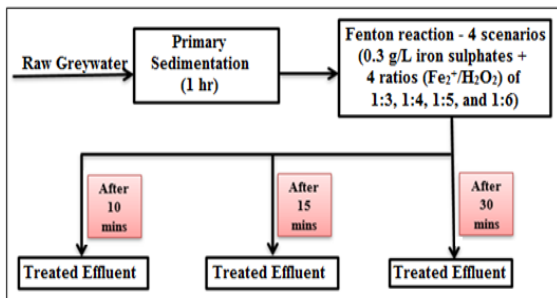 Raw Greywater
Primary
Sedimentation
(1 hr)
Fenton reaction - 4 scenarios
(0.3 g/L iron sulphates +
4 ratios (Fe₂⁺/H₂O₂) of
1:3, 1:4, 1:5, and 1:6)
After
10
mins
After
15
mins
After
30
mins
Treated Effluent
Treated Effluent
Treated Effluent